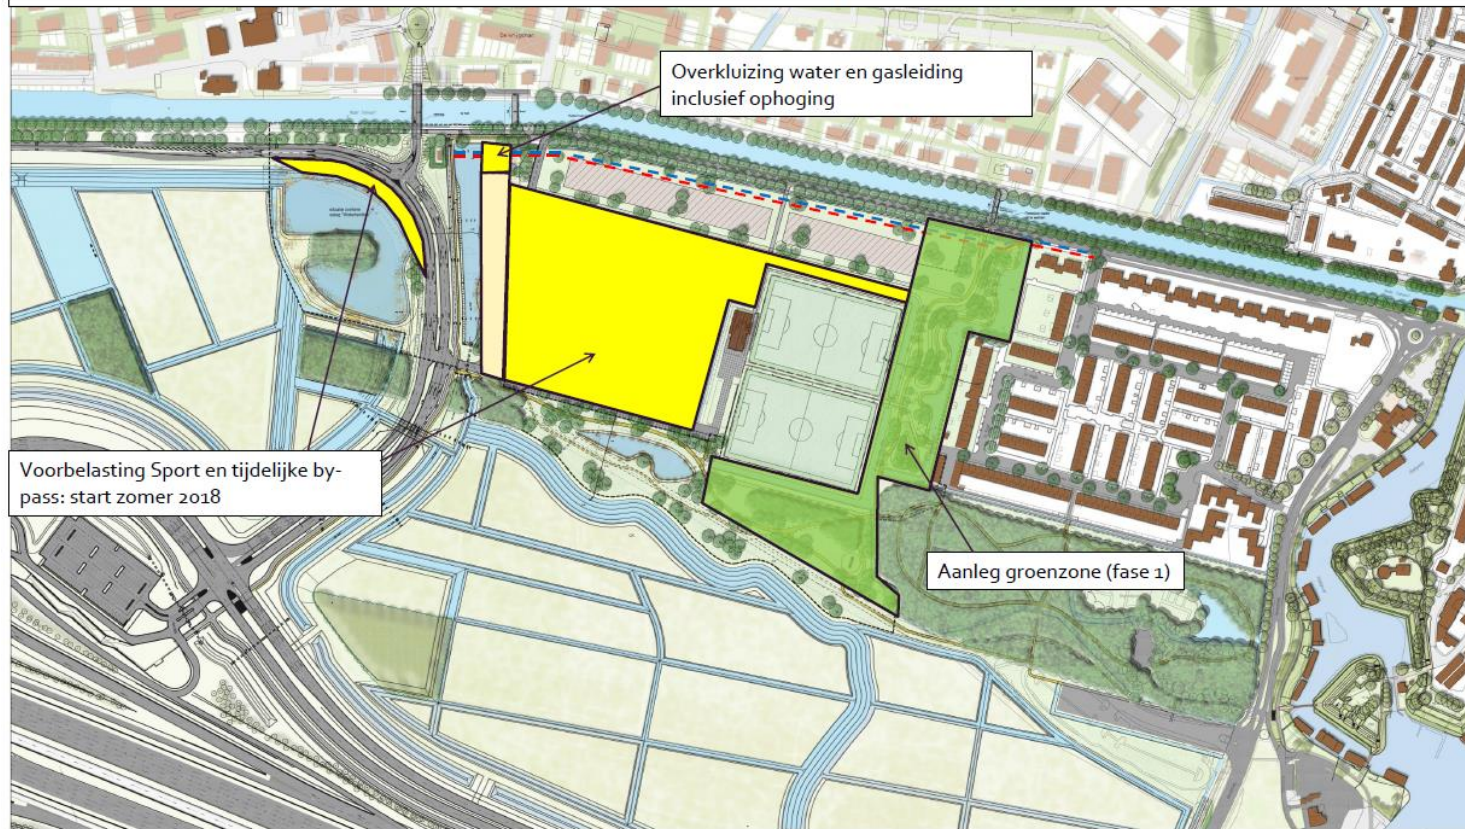 Overkluizing water en gasleiding
inclusief ophoging
Voorbelasting Sport en tijdelijke by-
pass: start zomer 2018
Aanleg groenzone (fase 1)